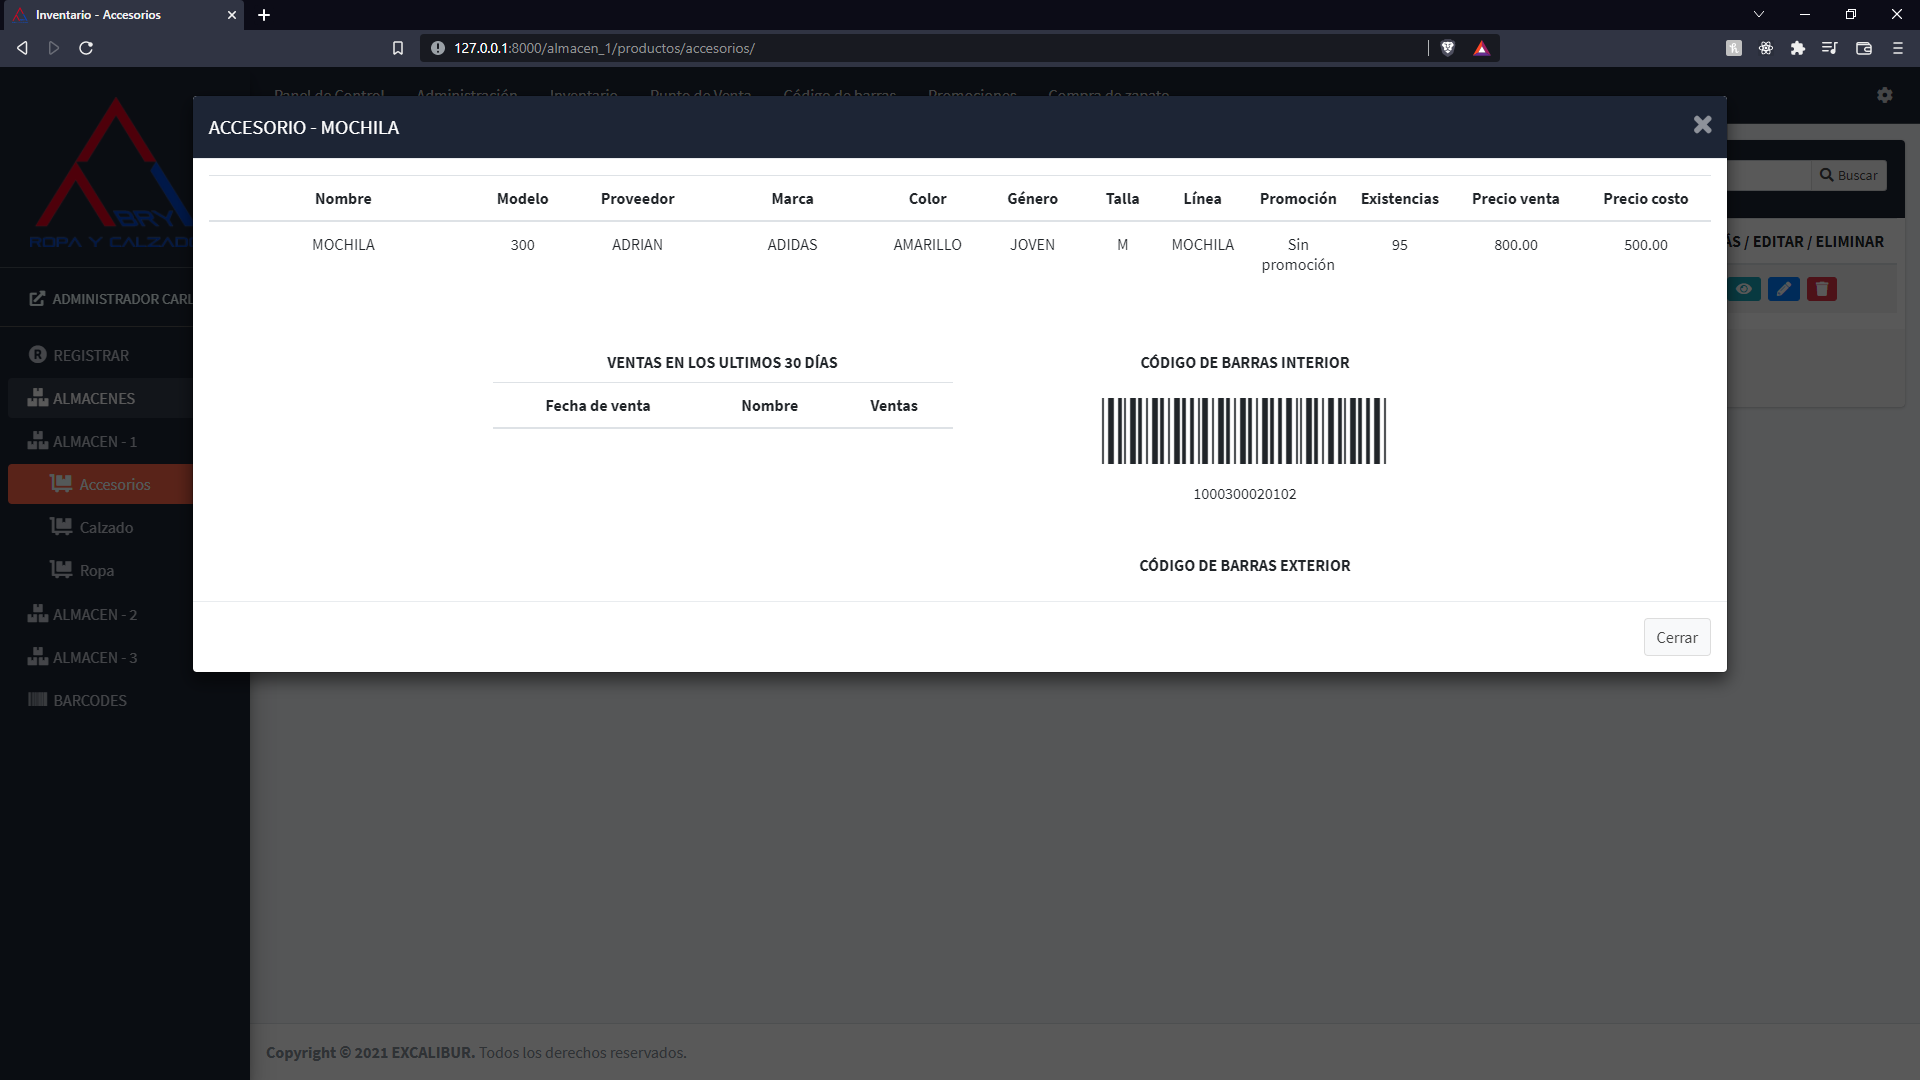 Inventario - Accesorios
127.0.0.1:8000/almacen_1/productos/accesorios/
Panel de Control Administración Inventario Punto de Venta Código de barras Promociones Compra de zapato
ACCESORIO - MOCHILA
BRY
ROPA Y CALZADO
Buscar
ÁS / EDITAR / ELIMINAR
ADMINISTRADOR CARL
REGISTRAR
ALMACENES
ALMACEN - 1
Accesorios
Calzado
Ropa
ALMACEN - 2
ALMACEN - 3
BARCODES
Nombre Modelo Proveedor Marca Color Género Talla Línea Promoción Existencias Precio venta Precio costo
MOCHILA 300 ADRIAN ADIDAS AMARILLO JOVEN M MOCHILA Sin promoción 95 800.00 500.00
VENTAS EN LOS ULTIMOS 30 DÍAS
Fecha de venta Nombre Ventas
CÓDIGO DE BARRAS INTERIOR
1000300020102
CÓDIGO DE BARRAS EXTERIOR
Cerrar
Copyright © 2021 EXCALIBUR. Todos los derechos reservados.